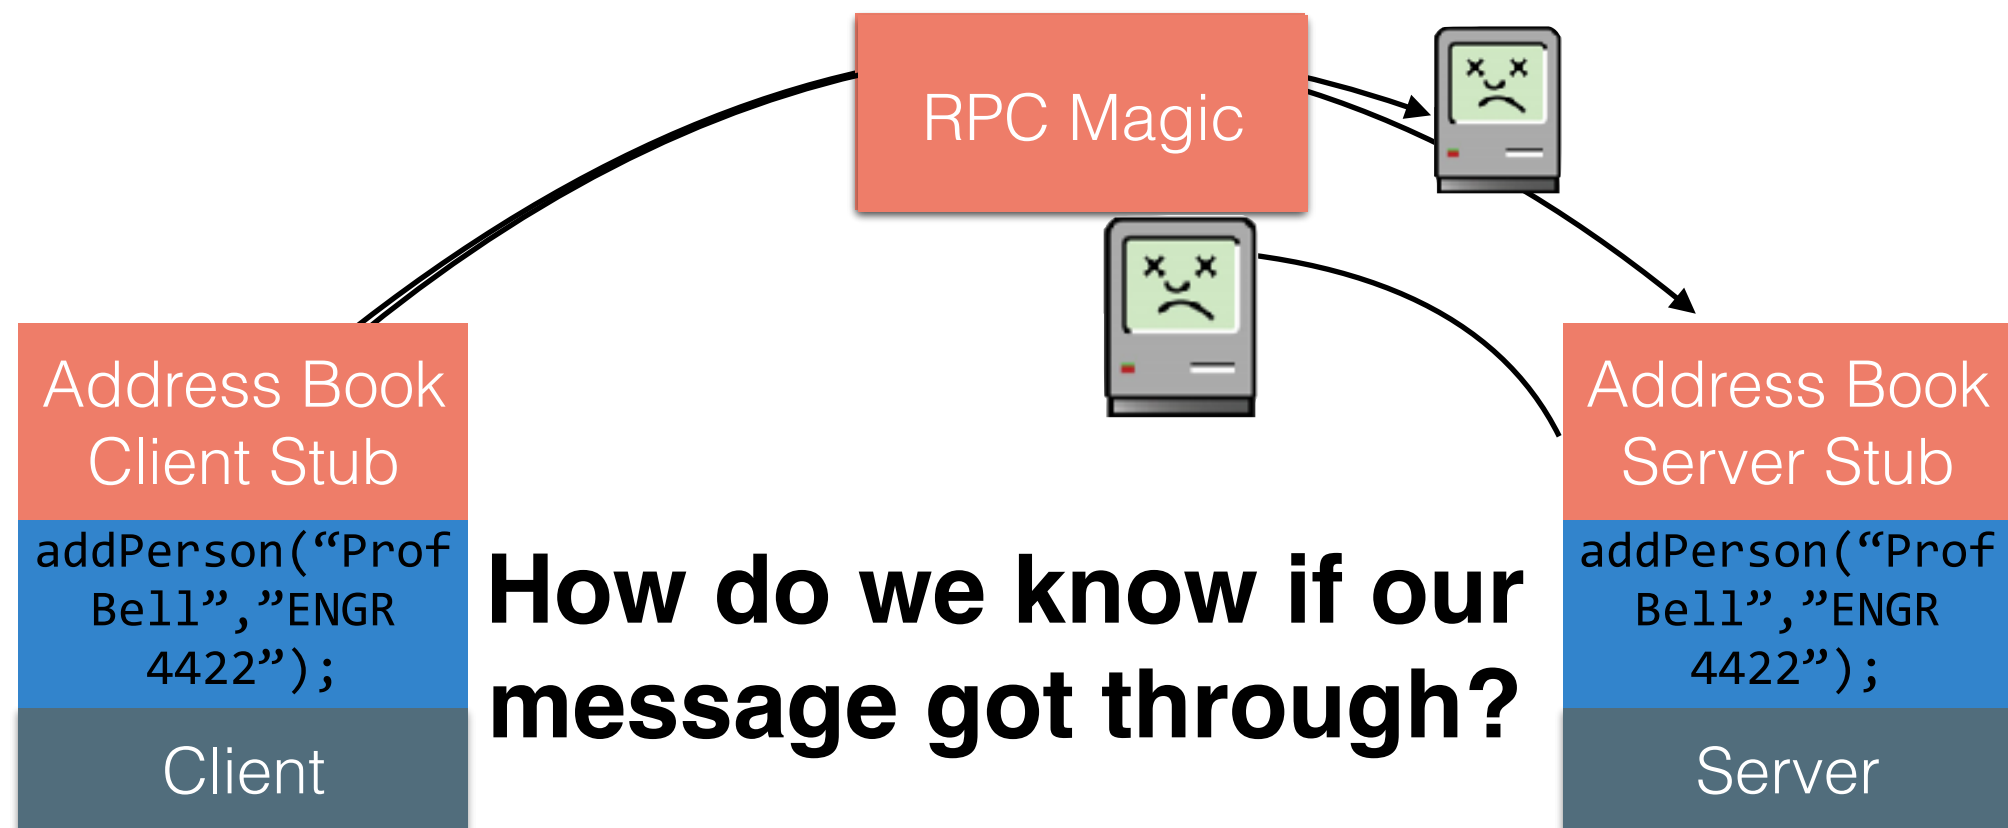 RPC Magic
Address Book
Client Stub
addPerson(“Prof
Bell”,”ENGR
4422”);
Client
How do we know if our
message got through?
Address Book
Server Stub
addPerson(“Prof
Bell”,”ENGR
4422”);
Server